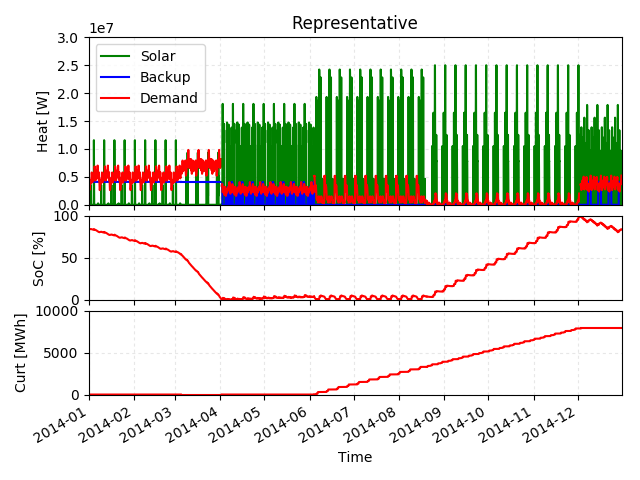 Representative
1e7
3.0
2.5
2.0
1.5
1.0
0.5
0.0
Heat [W]
Solar
Backup
Demand
100
50
0
SoC [%]
10000
5000
0
Curt [MWh]
2014-01
2014-02
2014-03
2014-04
2014-05
2014-06
2014-07
2014-08
2014-09
2014-10
2014-11
2014-12
Time